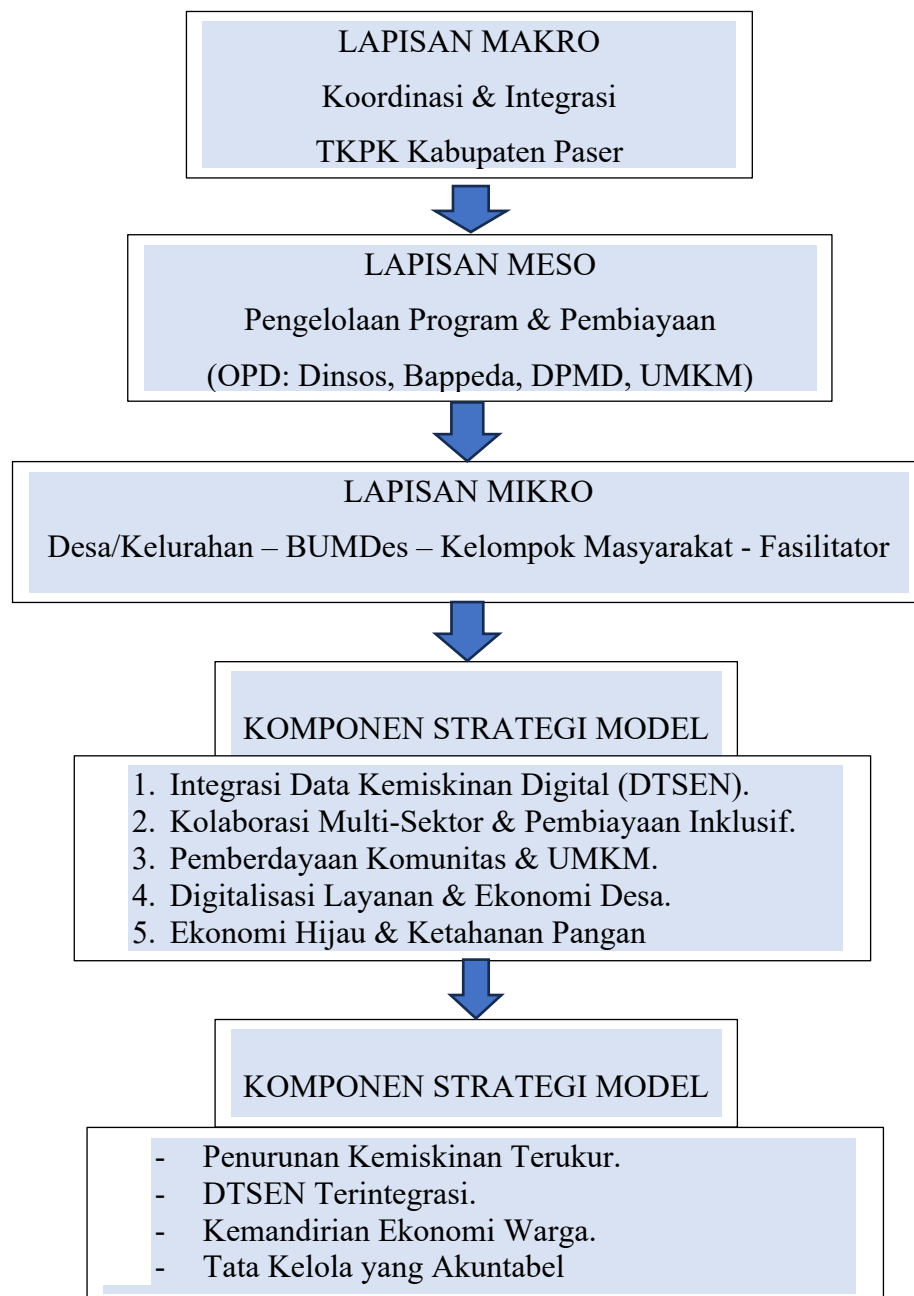 LAPISAN MAKRO
Koordinasi & Integrasi
TKPK Kabupaten Paser
LAPISAN MESO
Pengelolaan Program & Pembiayaan
(OPD: Dinsos, Bappeda, DPMD, UMKM)
LAPISAN MIKRO
Desa/Kelurahan – BUMDes – Kelompok Masyarakat - Fasilitator
KOMPONEN STRATEGI MODEL
1. Integrasi Data Kemiskinan Digital (DTSEN).
2. Kolaborasi Multi-Sektor & Pembiayaan Inklusif.
3. Pemberdayaan Komunitas & UMKM.
4. Digitalisasi Layanan & Ekonomi Desa.
5. Ekonomi Hijau & Ketahanan Pangan
KOMPONEN STRATEGI MODEL
- Penurunan Kemiskinan Terukur.
- DTSEN Terintegrasi.
- Kemandirian Ekonomi Warga.
- Tata Kelola yang Akuntabel